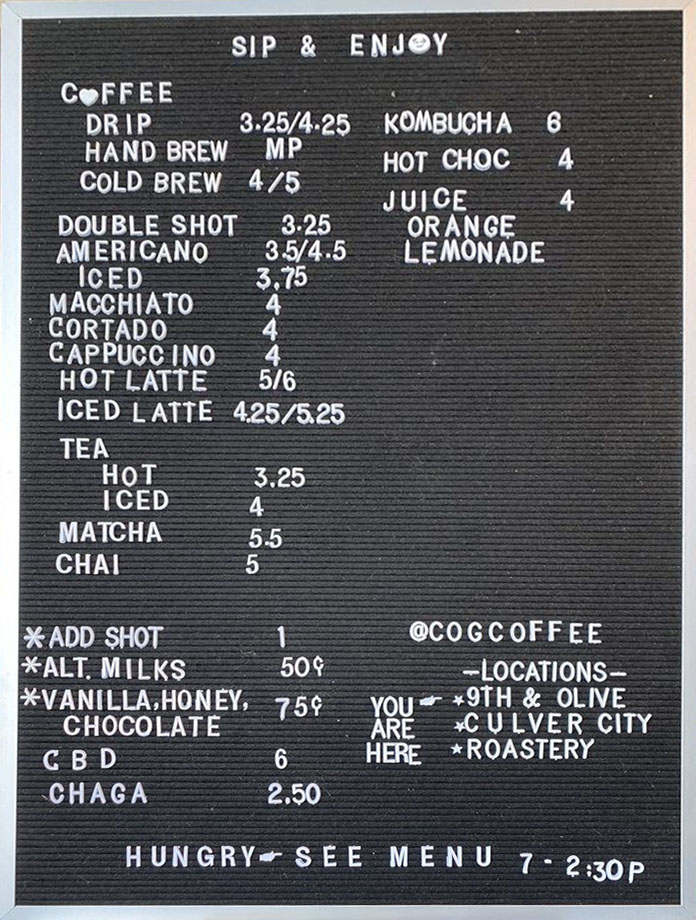 SIP & ENJOY
COFFEE
DRIP 3.25/4.25
HAND BREW MP
COLD BREW 4/5
DOUBLE SHOT 3.25
AMERICANO 3.5/4.5
ICED 3.75
MACCHIATO 4
CORTADO 4
CAPPUCCINO 4
HOT LATTE 5/6
ICED LATTE 4.25/5.25
TEA
HOT 3.25
ICED 4
MATCHA 5.5
CHAI 5
KOMBUCHA 6
HOT CHOC 4
JUICE 4
ORANGE
LEMONADE
*ADD SHOT 1
*ALT. MILKS 50¢
*VANILLA, HONEY,
CHOCOLATE 75¢
CBD 6
CHAGA 2.50
@COGCOFFEE
-LOCATIONS-
*9TH & OLIVE
*CULVER CITY
*ROASTERY
YOU
ARE
HERE
HUNGRY SEE MENU 7 - 2:30P